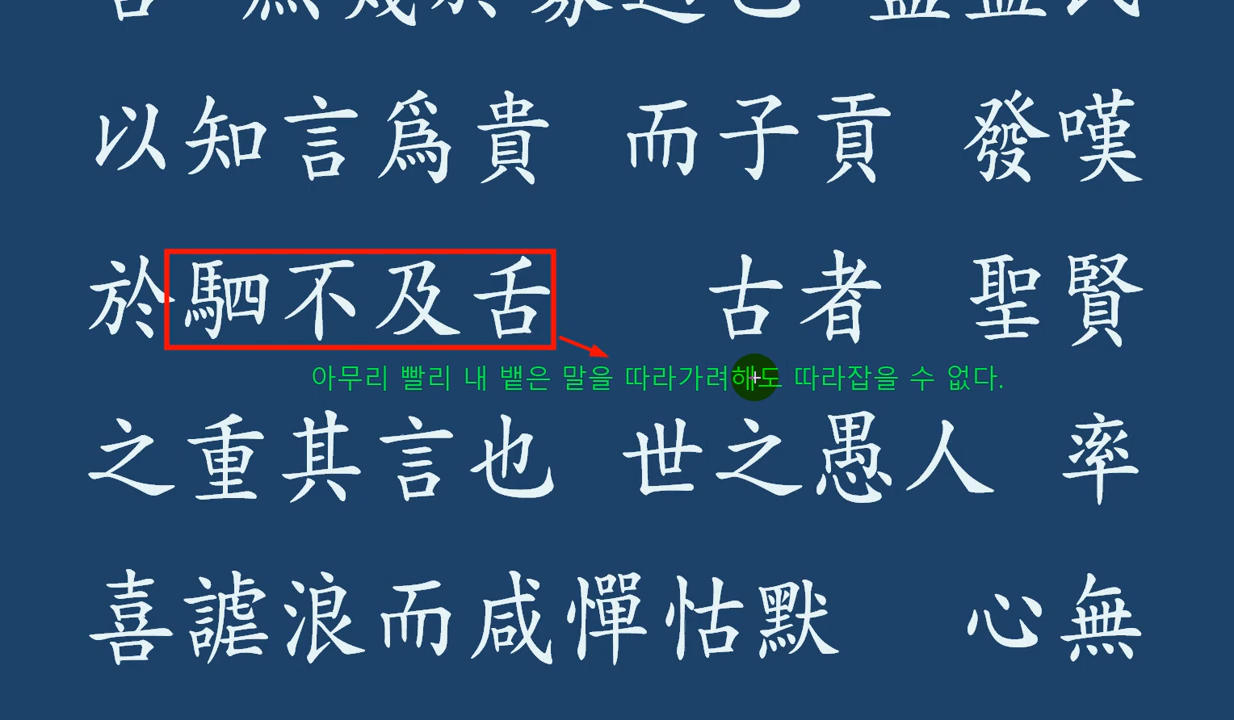 以知言爲貴 而子貢 發嘆
於駟不及舌 古者 聖賢
아무리 빨리 내 뱉은 말을 따라가려해도 따라잡을 수 없다.
之重其言也 世之愚人 率
喜謔浪而咸憚怙默 心無